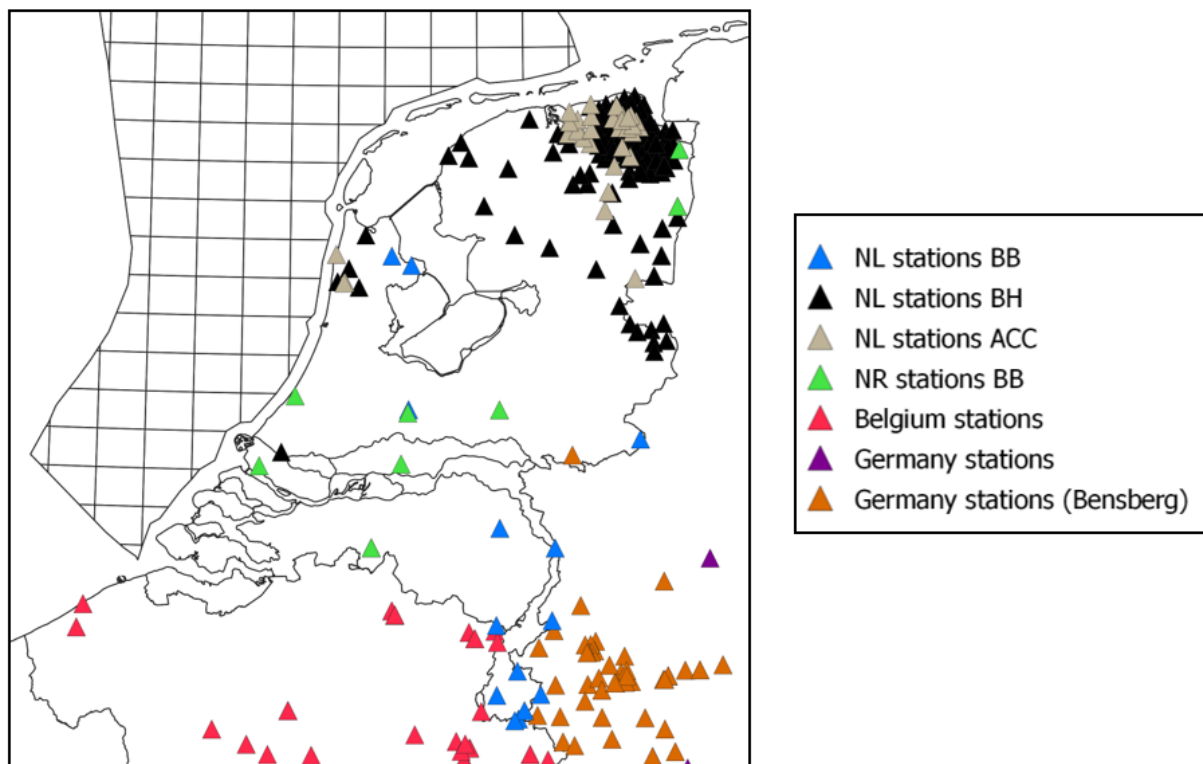 NL stations BB
NL stations BH
NL stations ACC
NR stations BB
Belgium stations
Germany stations
Germany stations (Bensberg)